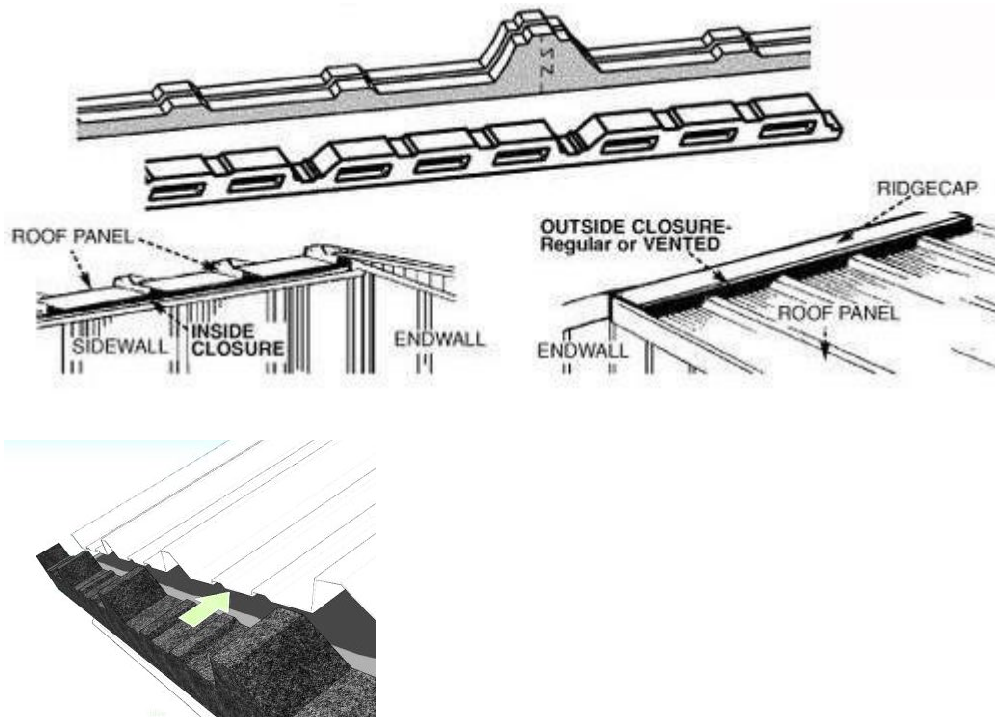 RIDGECAP
ROOF PANEL
OUTSIDE CLOSURE-
Regular or VENTED
ROOF PANEL
INSIDE
CLOSURE
SIDEWALL
ENDWALL
ENDWALL